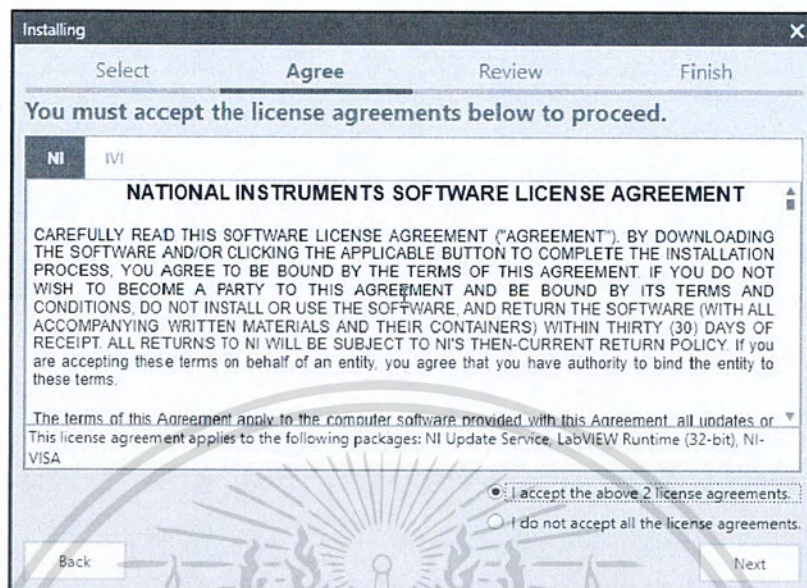 Installing
Select Agree Review Finish
You must accept the license agreements below to proceed.
NI IVI
NATIONAL INSTRUMENTS SOFTWARE LICENSE AGREEMENT
CAREFULLY READ THIS SOFTWARE LICENSE AGREEMENT ("AGREEMENT"). BY DOWNLOADING
THE SOFTWARE AND/OR CLICKING THE APPLICABLE BUTTON TO COMPLETE THE INSTALLATION
PROCESS, YOU AGREE TO BE BOUND BY THE TERMS OF THIS AGREEMENT. IF YOU DO NOT
WISH TO BECOME A PARTY TO THIS AGREEMENT AND BE BOUND BY ITS TERMS AND
CONDITIONS, DO NOT INSTALL OR USE THE SOFTWARE, AND RETURN THE SOFTWARE (WITH ALL
ACCOMPANYING WRITTEN MATERIALS AND THEIR CONTAINERS) WITHIN THIRTY (30) DAYS OF
RECEIPT. ALL RETURNS TO NI WILL BE SUBJECT TO NI'S THEN-CURRENT RETURN POLICY. If you
are accepting these terms on behalf of an entity, you agree that you have authority to bind the entity to
these terms.
The terms of this Agreement apply to the computer software provided with this Agreement, all updates or
This license agreement applies to the following packages: NI Update Service, LabVIEW Runtime (32-bit), NI-
VISA
I accept the above 2 license agreements.
I do not accept all the license agreements.
Back Next